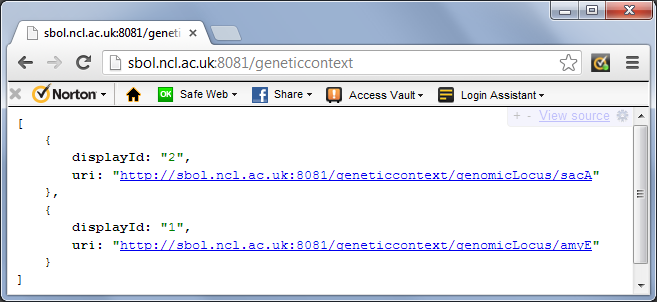 sbol.ncl.ac.uk:8081/genetic
sbol.ncl.ac.uk:8081/geneticcontext
Norton Safe Web Share Access Vault Login Assistant
+ - View source
[
{
displayId: "2",
uri: "http://sbol.ncl.ac.uk:8081/geneticcontext/genomicLocus/sacA"
},
{
displayId: "1",
uri: "http://sbol.ncl.ac.uk:8081/geneticcontext/genomicLocus/amyE"
}
]